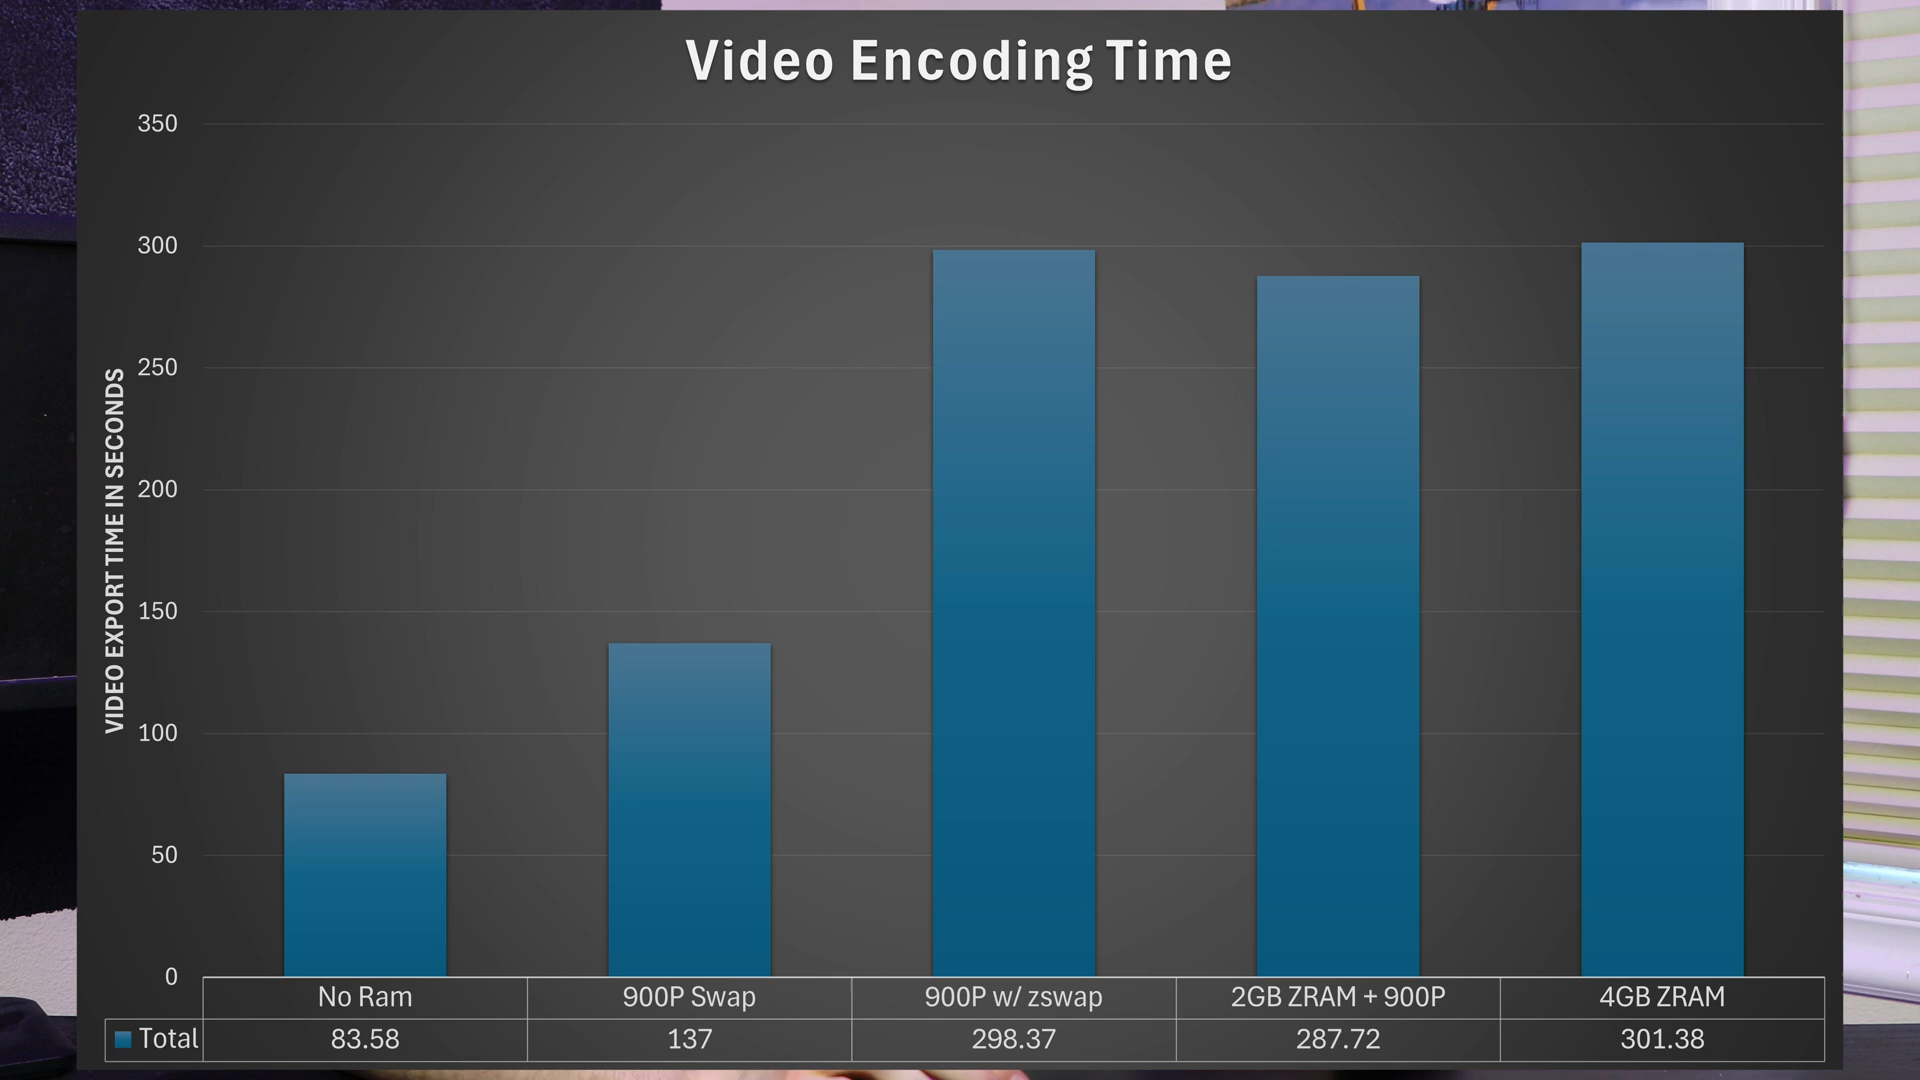 Video Encoding Time
VIDEO EXPORT TIME IN SECONDS
350
300
250
200
150
100
50
0
No Ram 900P Swap 900P w/ zswap 2GB ZRAM + 900P 4GB ZRAM
Total 83.58 137 298.37 287.72 301.38